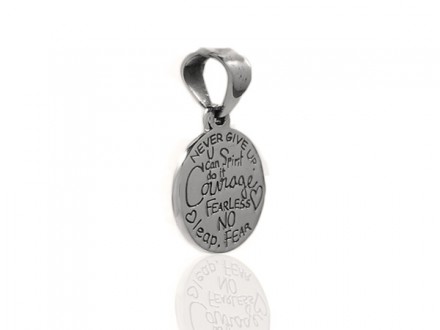 NEVER GIVE UP.
U
can Spirit
do it
Courage
FEARLESS
NO
leap. FEAR